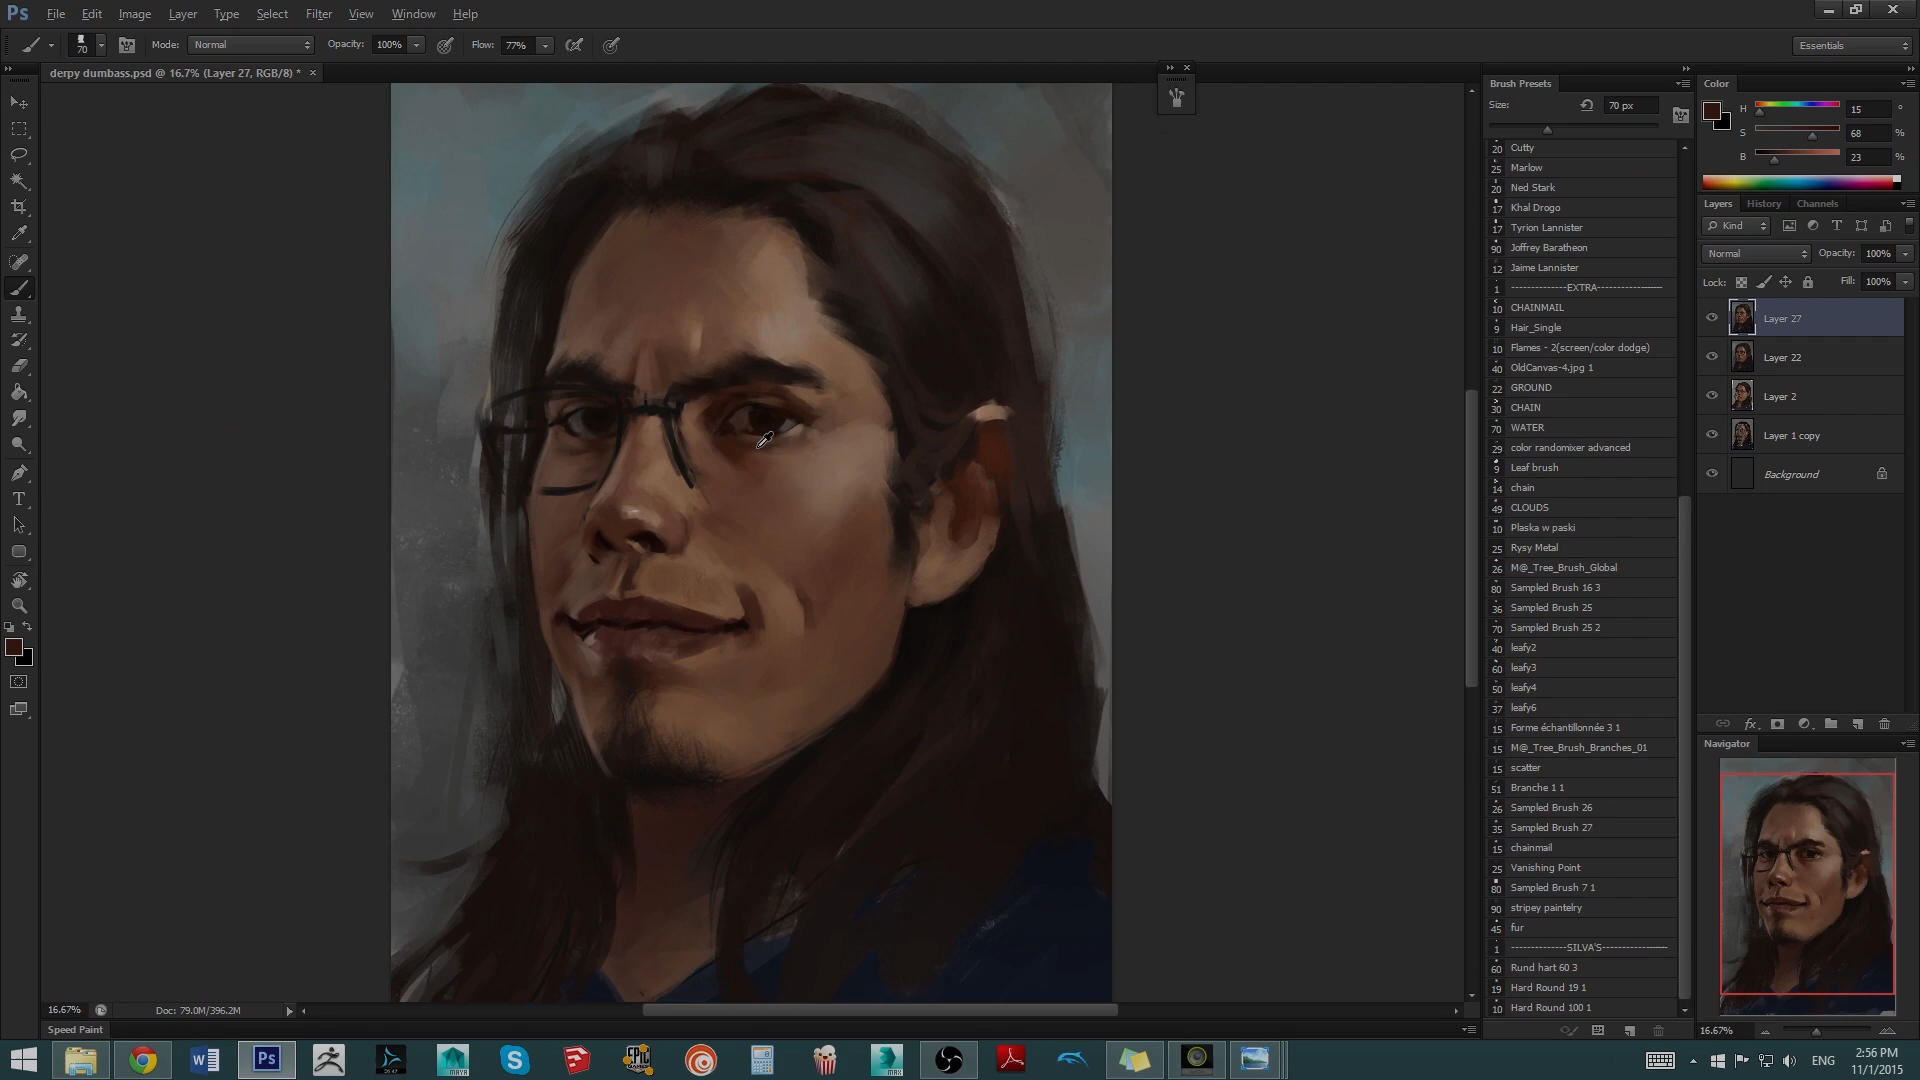 Ps File Edit Image Layer Type Select Filter View Window Help
70 Mode: Normal Opacity: 100% Flow: 77% Essentials
derpy dumbass.psd @ 16.7% (Layer 27, RGB/8) *
Brush Presets
Size: 70 px
20 Cutty
25 Marlow
20 Ned Stark
17 Khal Drogo
17 Tyrion Lannister
90 Joffrey Baratheon
12 Jaime Lannister
1 --------------EXTRA----------------
10 CHAINMAIL
9 Hair_Single
10 Flames - 2(screen/color dodge)
40 OldCanvas-4.jpg 1
22 GROUND
30 CHAIN
70 WATER
29 color randomixer advanced
9 Leaf brush
14 chain
49 CLOUDS
10 Plaska w paski
25 Rysy Metal
26 M@_Tree_Brush_Global
80 Sampled Brush 16 3
36 Sampled Brush 25
70 Sampled Brush 25 2
40 leafy2
60 leafy3
50 leafy4
37 leafy6
15 Forme échantillonnée 3 1
15 M@_Tree_Brush_Branches_01
15 scatter
51 Branche 1 1
26 Sampled Brush 26
35 Sampled Brush 27
15 chainmail
25 Vanishing Point
80 Sampled Brush 7 1
90 stripey paintelry
45 fur
1 --------------SILVA'S----------------
60 Rund hart 60 3
19 Hard Round 19 1
10 Hard Round 100 1
Color
H 15 °
S 68 %
B 23 %
Layers History Channels
Kind
Normal Opacity: 100%
Lock: Fill: 100%
Layer 27
Layer 22
Layer 2
Layer 1 copy
Background
fx
Navigator
16.67%
16.67% Doc: 79.0M/396.2M
Speed Paint
Ps
MAYA
EPIC GAMES
MAX
ENG
2:56 PM
11/1/2015